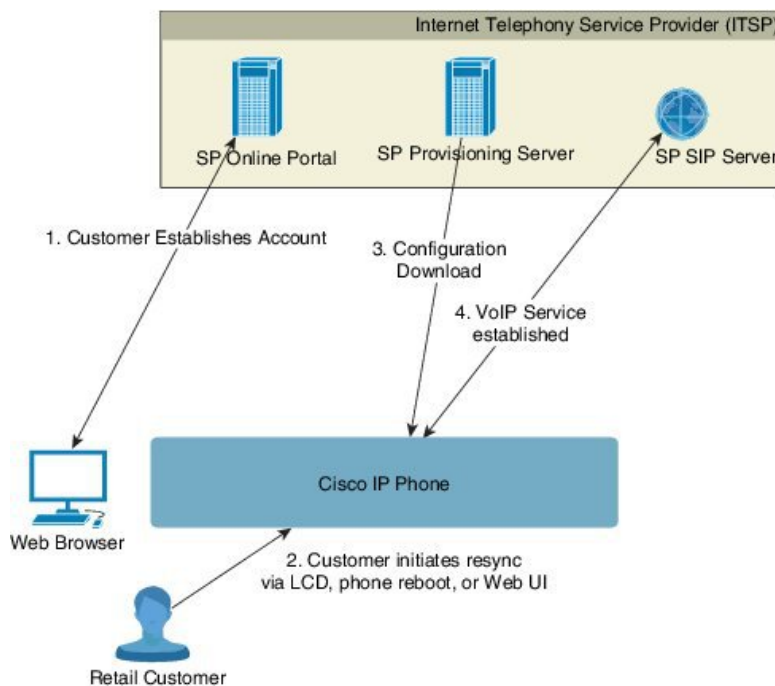 Internet Telephony Service Provider (ITSP)
SP Online Portal
SP Provisioning Server
SP SIP Server
1. Customer Establishes Account
3. Configuration
Download
4. VoIP Service
established
Cisco IP Phone
Web Browser
2. Customer initiates resync
via LCD, phone reboot, or Web UI
Retail Customer